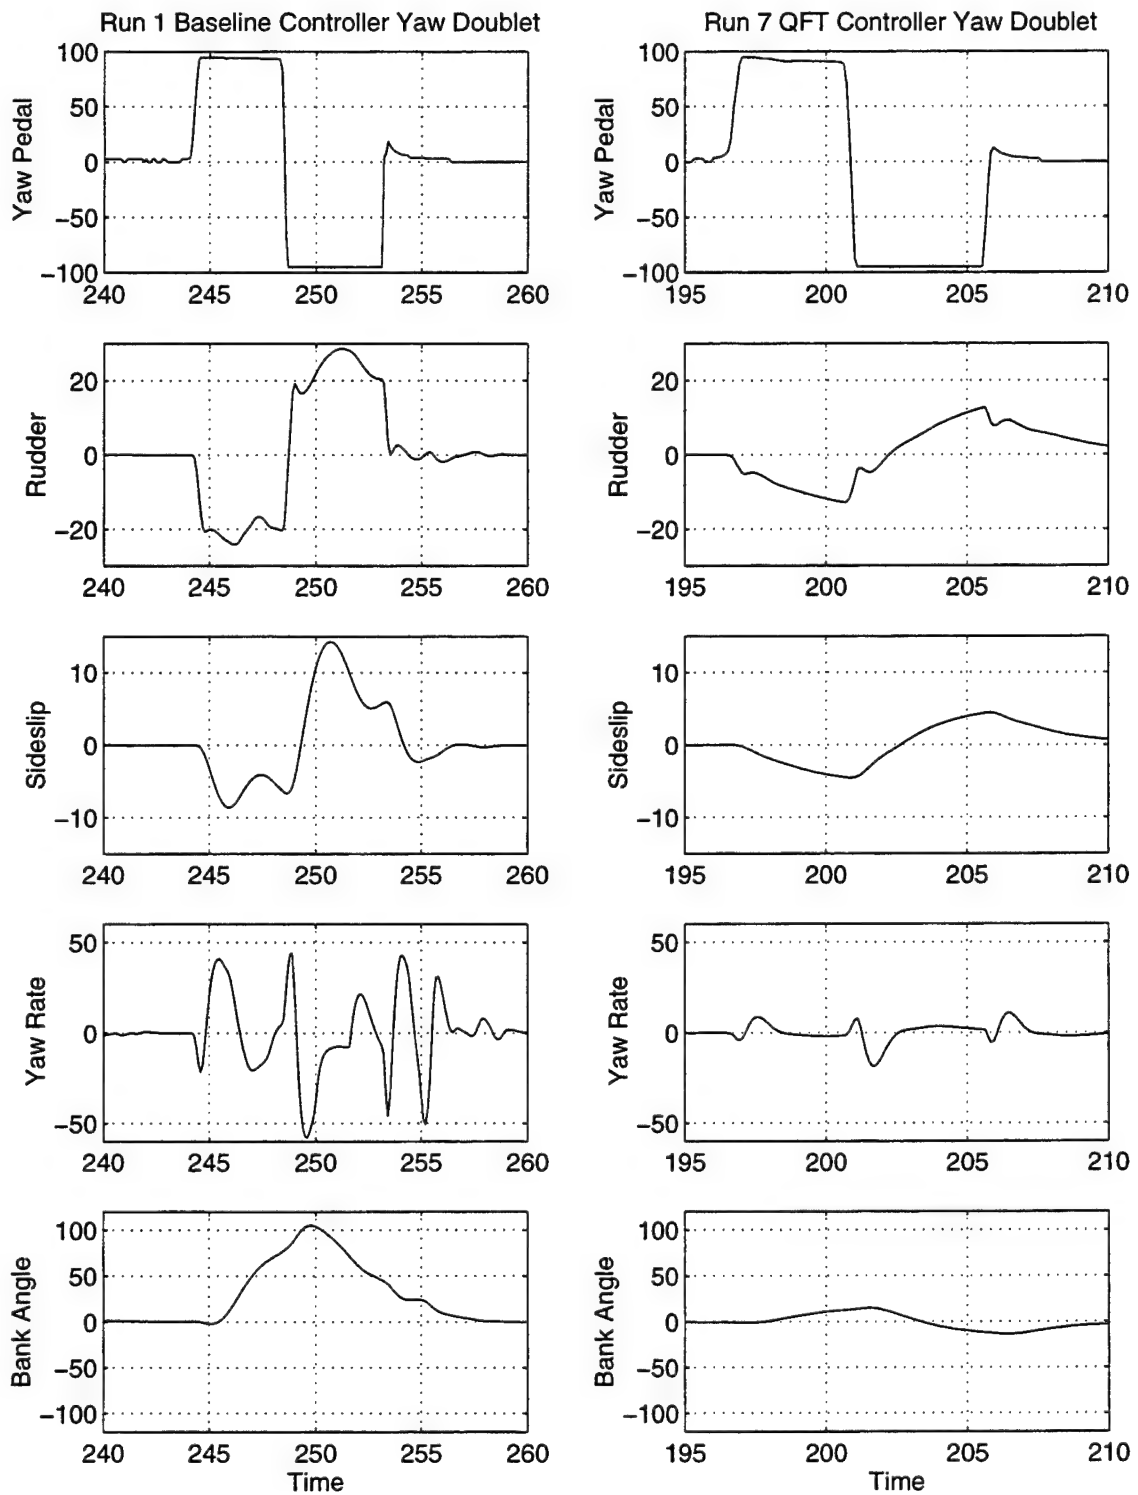 Run 1 Baseline Controller Yaw Doublet
Run 7 QFT Controller Yaw Doublet
Yaw Pedal
100
50
0
−50
−100
240 245 250 255 260
Yaw Pedal
100
50
0
−50
−100
195 200 205 210
Rudder
20
0
−20
240 245 250 255 260
Rudder
20
0
−20
195 200 205 210
Sideslip
10
0
−10
240 245 250 255 260
Sideslip
10
0
−10
195 200 205 210
Yaw Rate
50
0
−50
240 245 250 255 260
Yaw Rate
50
0
−50
195 200 205 210
Bank Angle
100
50
0
−50
−100
240 245 250 255 260
Time
Bank Angle
100
50
0
−50
−100
195 200 205 210
Time